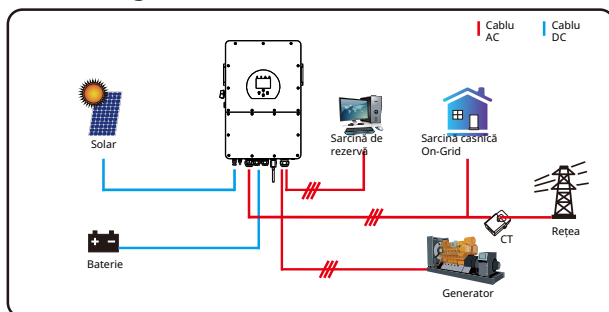 Cablu
AC
Cablu
DC
Solar
Sarcină de
rezervă
Sarcină casnică
On-Grid
Baterie
CT
Rețea
Generator